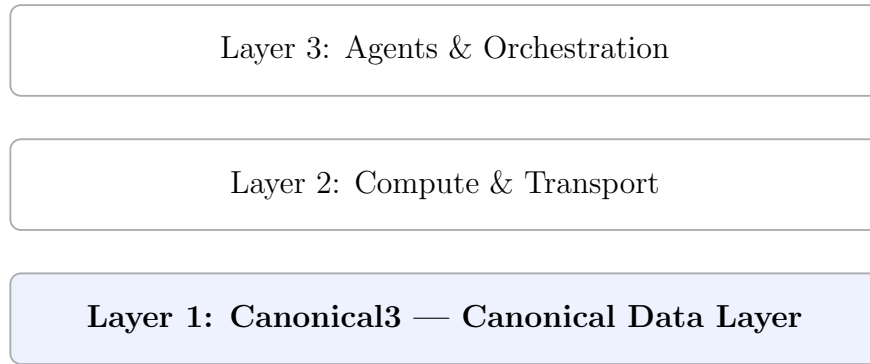 Layer 3: Agents & Orchestration
Layer 2: Compute & Transport
Layer 1: Canonical3 — Canonical Data Layer